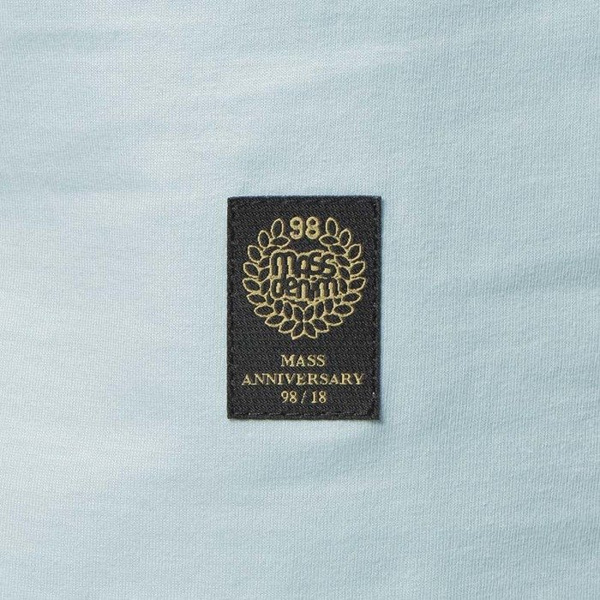 98
mass
denim
MASS
ANNIVERSARY
98 / 18